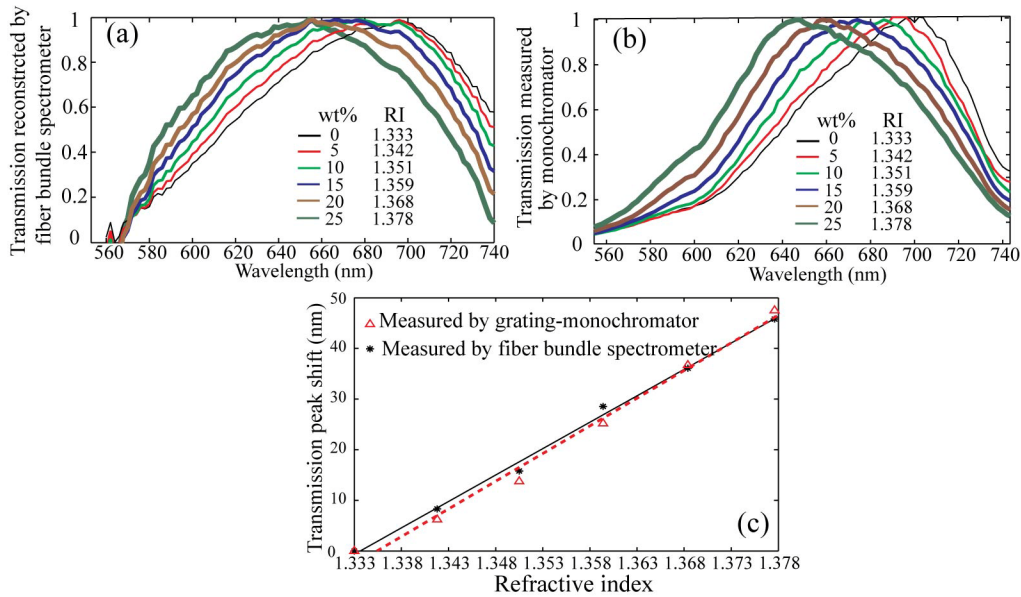 Transmission reconstrcted by
fiber bundle spectrometer
1
0.8
0.6
0.4
0.2
0
(a)
wt% RI
0 1.333
5 1.342
10 1.351
15 1.359
20 1.368
25 1.378
560 580 600 620 640 660 680 700 720 740
Wavelength (nm)
Transmission measured
by monochromator
1
0.8
0.6
0.4
0.2
0
(b)
wt% RI
0 1.333
5 1.342
10 1.351
15 1.359
20 1.368
25 1.378
560 580 600 620 640 660 680 700 720 740
Wavelength (nm)
Transmission peak shift (nm)
50
40
30
20
10
0
Measured by grating-monochromator
Measured by fiber bundle spectrometer
(c)
1.333 1.338 1.343 1.348 1.353 1.358 1.363 1.368 1.373 1.378
Refractive index